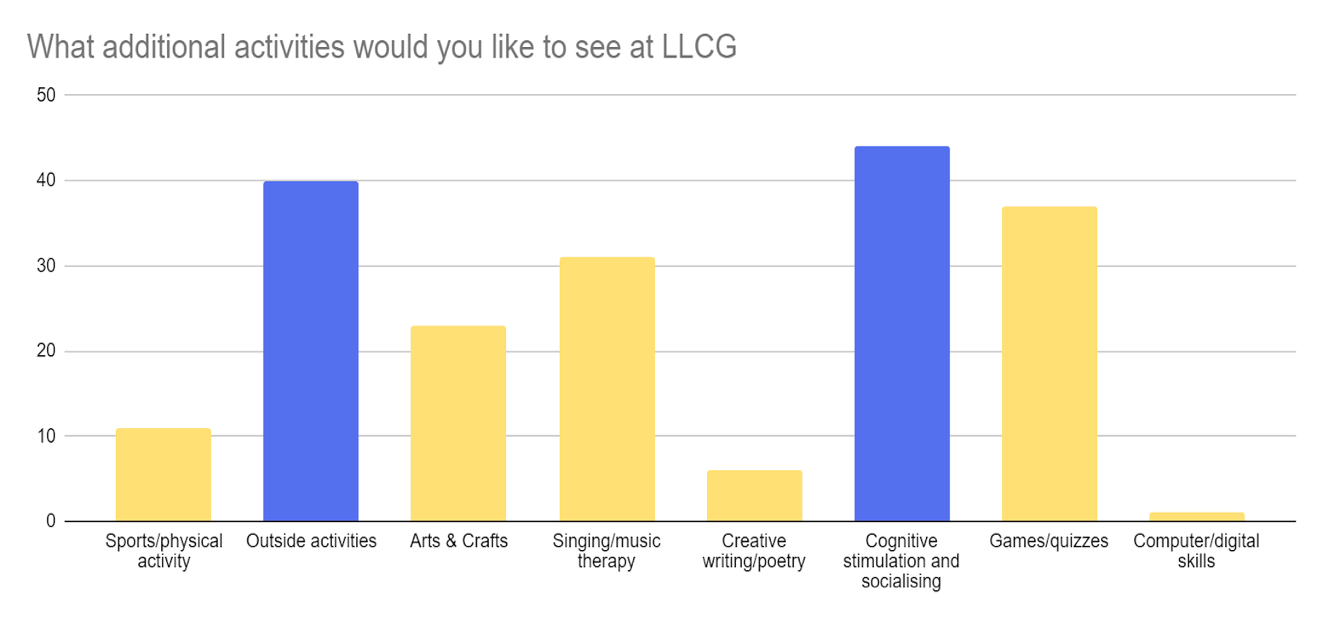 What additional activities would you like to see at LLCG
50
40
30
20
10
0
Sports/physical
activity
Outside activities
Arts & Crafts
Singing/music
therapy
Creative
writing/poetry
Cognitive
stimulation and
socialising
Games/quizzes
Computer/digital
skills